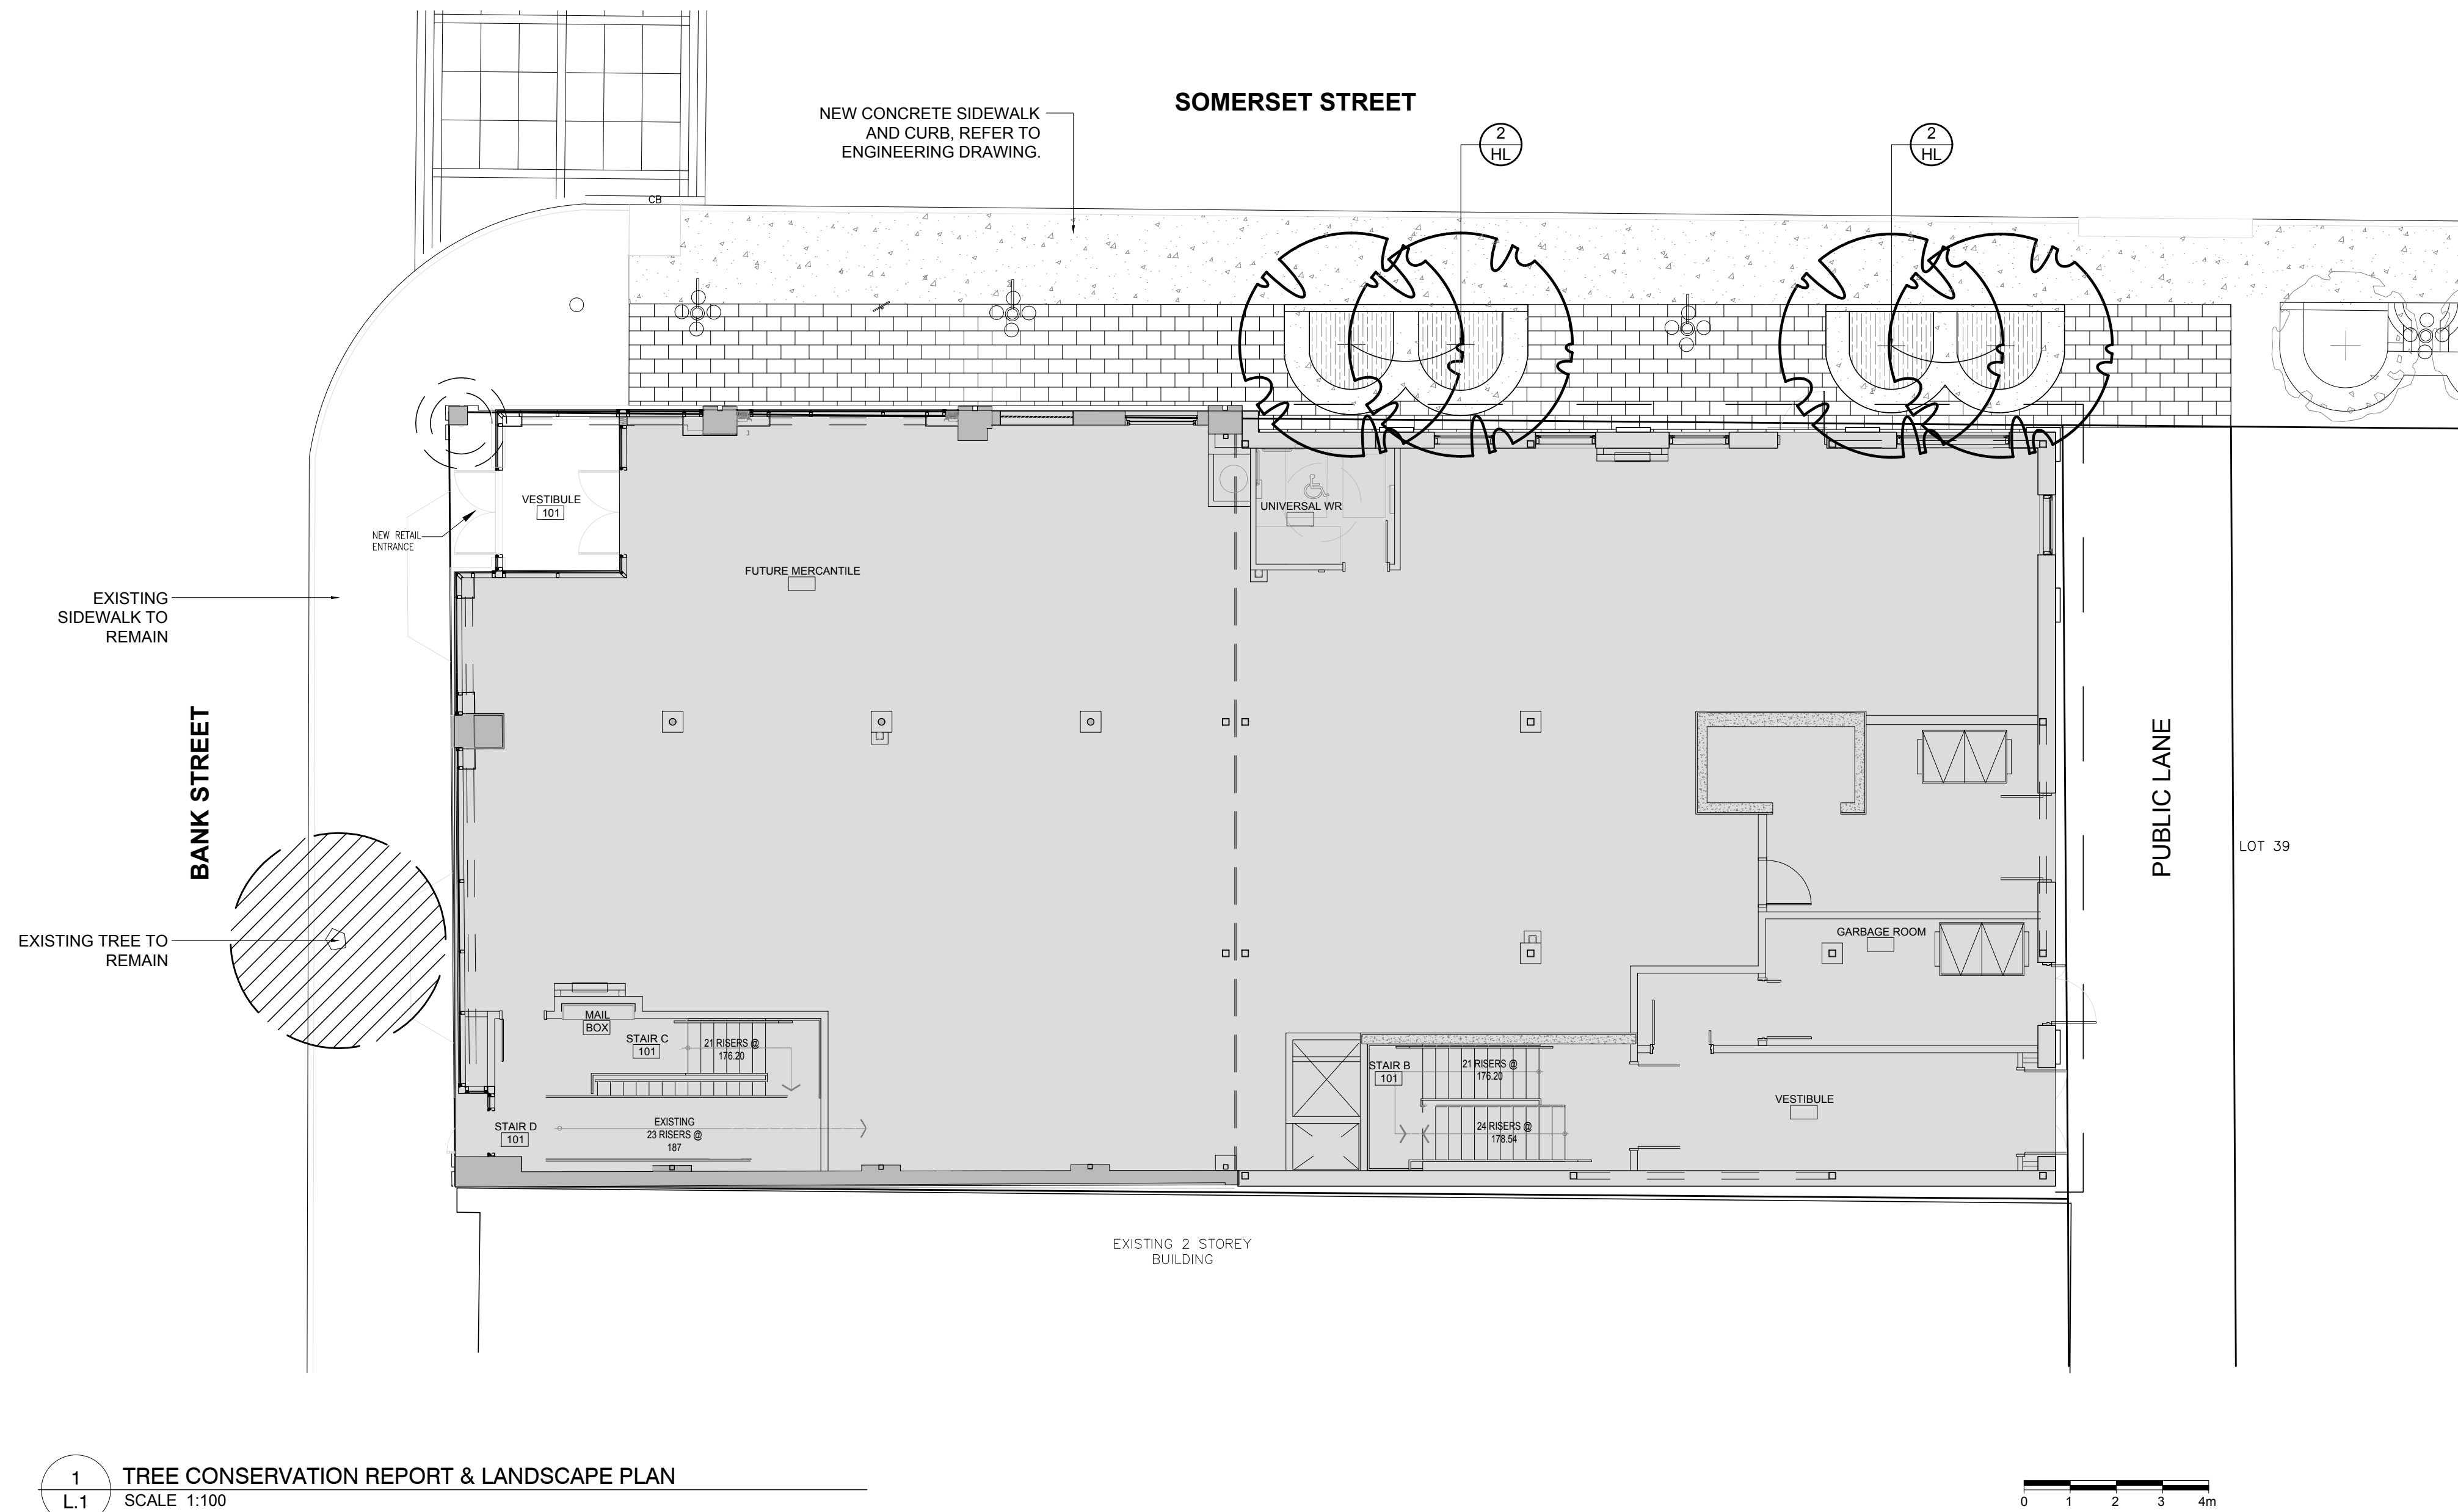 SOMERSET STREET
NEW CONCRETE SIDEWALK
AND CURB, REFER TO
ENGINEERING DRAWING.
2
HL
2
HL
CB
VESTIBULE
101
NEW RETAIL
ENTRANCE
UNIVERSAL WR
FUTURE MERCANTILE
EXISTING
SIDEWALK TO
REMAIN
BANK STREET
PUBLIC LANE
LOT 39
EXISTING TREE TO
REMAIN
GARBAGE ROOM
MAIL
BOX
STAIR C
101
21 RISERS @
176.20
STAIR B
101
21 RISERS @
176.20
VESTIBULE
STAIR D
101
EXISTING
23 RISERS @
187
24 RISERS @
178.54
EXISTING 2 STOREY
BUILDING
1
L.1
TREE CONSERVATION REPORT & LANDSCAPE PLAN
SCALE 1:100
0 1 2 3 4m